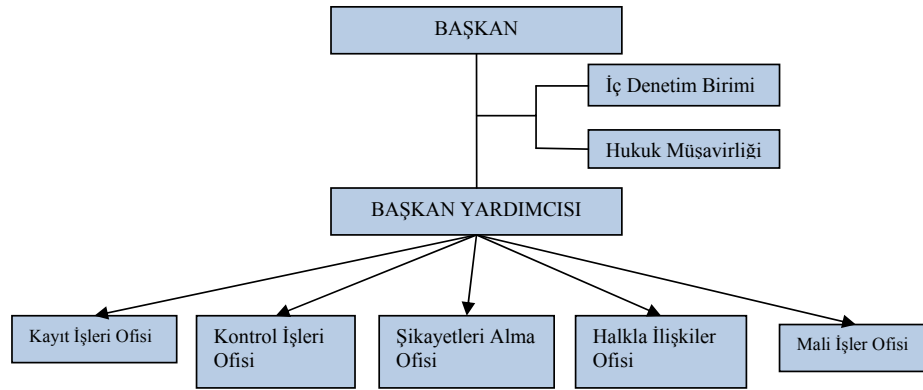 BAŞKAN
İç Denetim Birimi
Hukuk Müşavirliği
BAŞKAN YARDIMCISI
Kayıt İşleri Ofisi
Kontrol İşleri
Ofisi
Şikayetleri Alma
Ofisi
Halkla İlişkiler
Ofisi
Mali İşler Ofisi